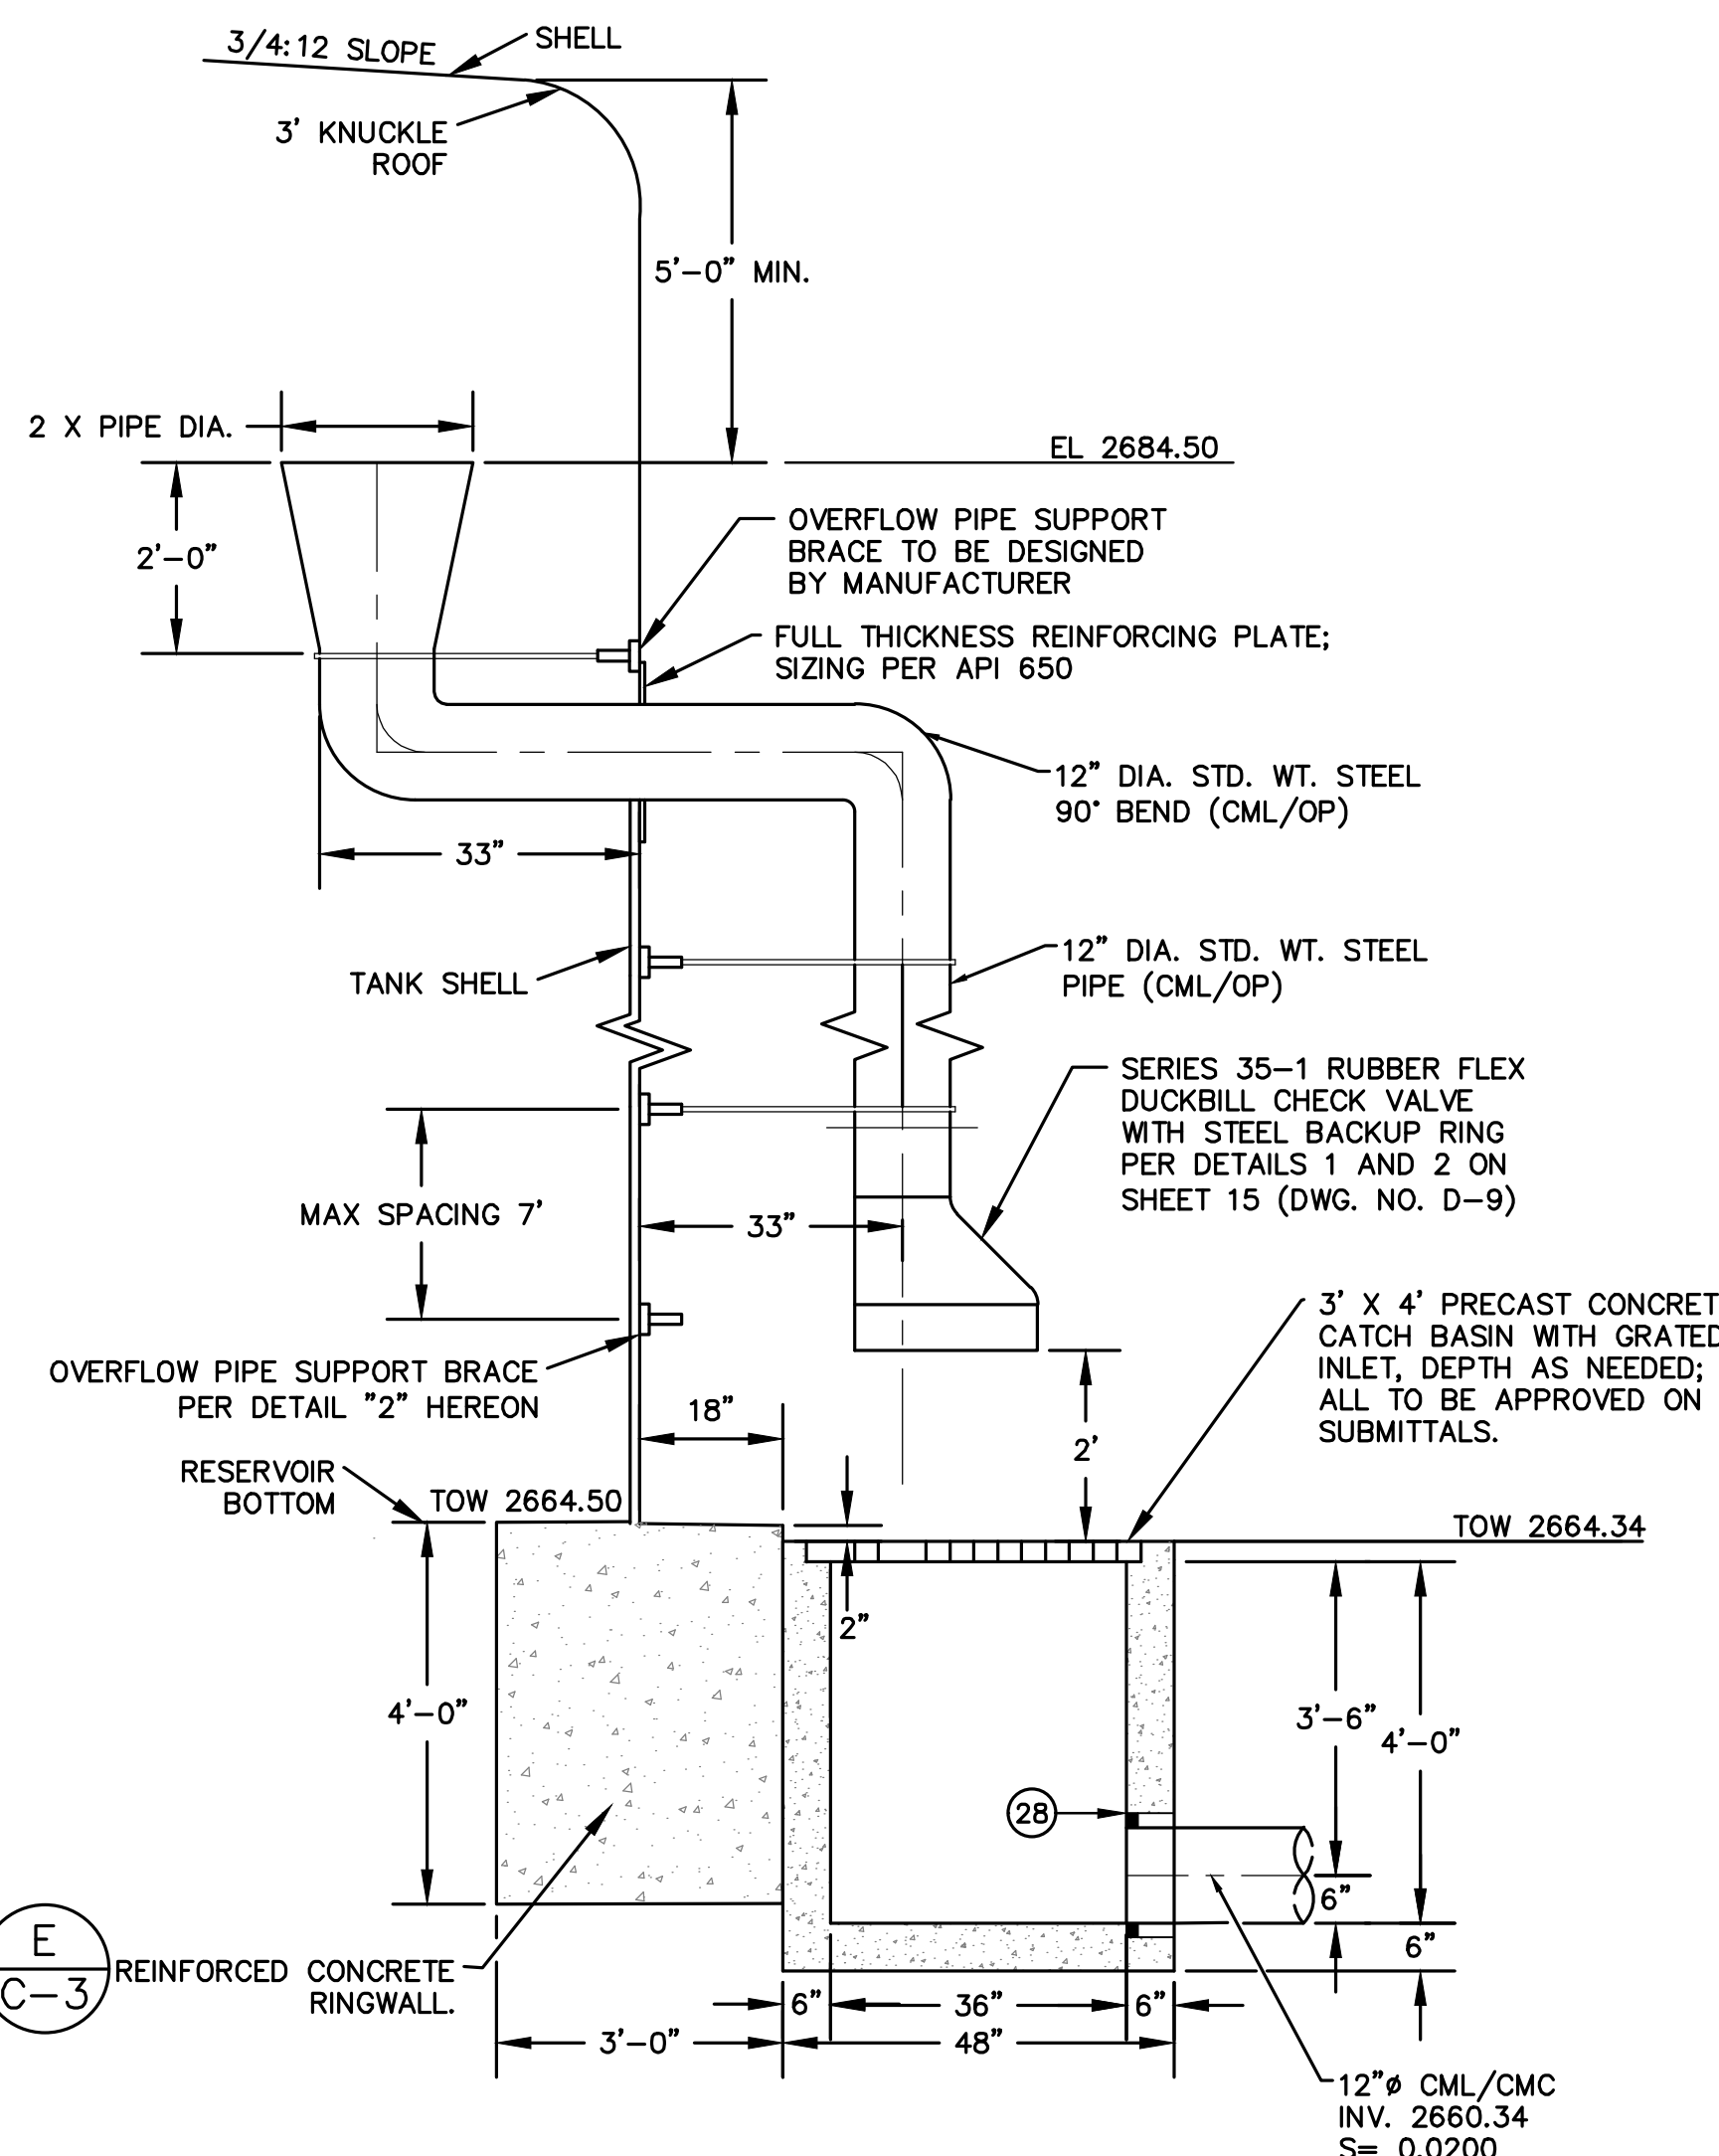 3/4:12 SLOPE
SHELL
3' KNUCKLE
ROOF
5'-0" MIN.
2 X PIPE DIA.
EL 2684.50
2'-0"
OVERFLOW PIPE SUPPORT
BRACE TO BE DESIGNED
BY MANUFACTURER
FULL THICKNESS REINFORCING PLATE;
SIZING PER API 650
12" DIA. STD. WT. STEEL
90° BEND (CML/OP)
33"
TANK SHELL
12" DIA. STD. WT. STEEL
PIPE (CML/OP)
SERIES 35-1 RUBBER FLEX
DUCKBILL CHECK VALVE
WITH STEEL BACKUP RING
PER DETAILS 1 AND 2 ON
SHEET 15 (DWG. NO. D-9)
MAX SPACING 7'
33"
3' X 4' PRECAST CONCRET
CATCH BASIN WITH GRATED
INLET, DEPTH AS NEEDED;
ALL TO BE APPROVED ON
SUBMITTALS.
OVERFLOW PIPE SUPPORT BRACE
PER DETAIL "2" HEREON
18"
2'
RESERVOIR
BOTTOM
TOW 2664.50
TOW 2664.34
2"
4'-0"
3'-6"
4'-0"
28
6"
6"
E
C-3
REINFORCED CONCRETE
RINGWALL.
6"
36"
6"
3'-0"
48"
12"ø CML/CMC
INV. 2660.34
S= 0.0200